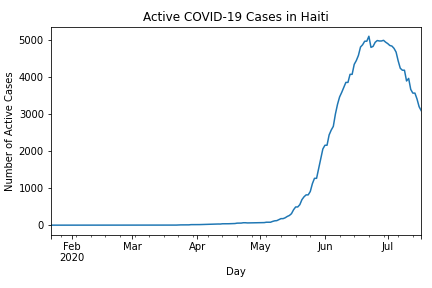 Active COVID-19 Cases in Haiti
Number of Active Cases
5000
4000
3000
2000
1000
0
Feb Mar Apr May Jun Jul
2020
Day